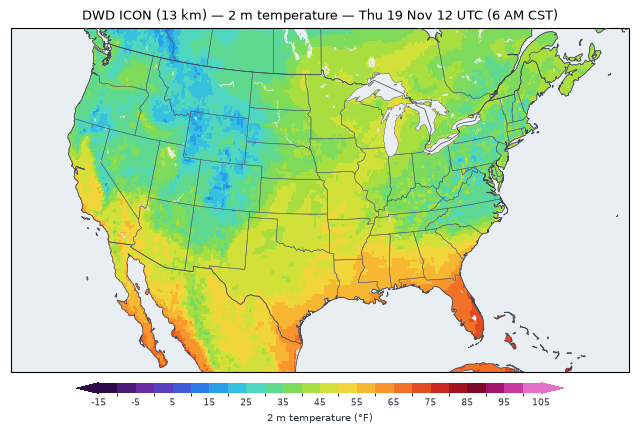 DWD ICON (13 km) — 2 m temperature — Thu 19 Nov 12 UTC (6 AM CST)
-15 -5 5 15 25 35 45 55 65 75 85 95 105
2 m temperature (°F)